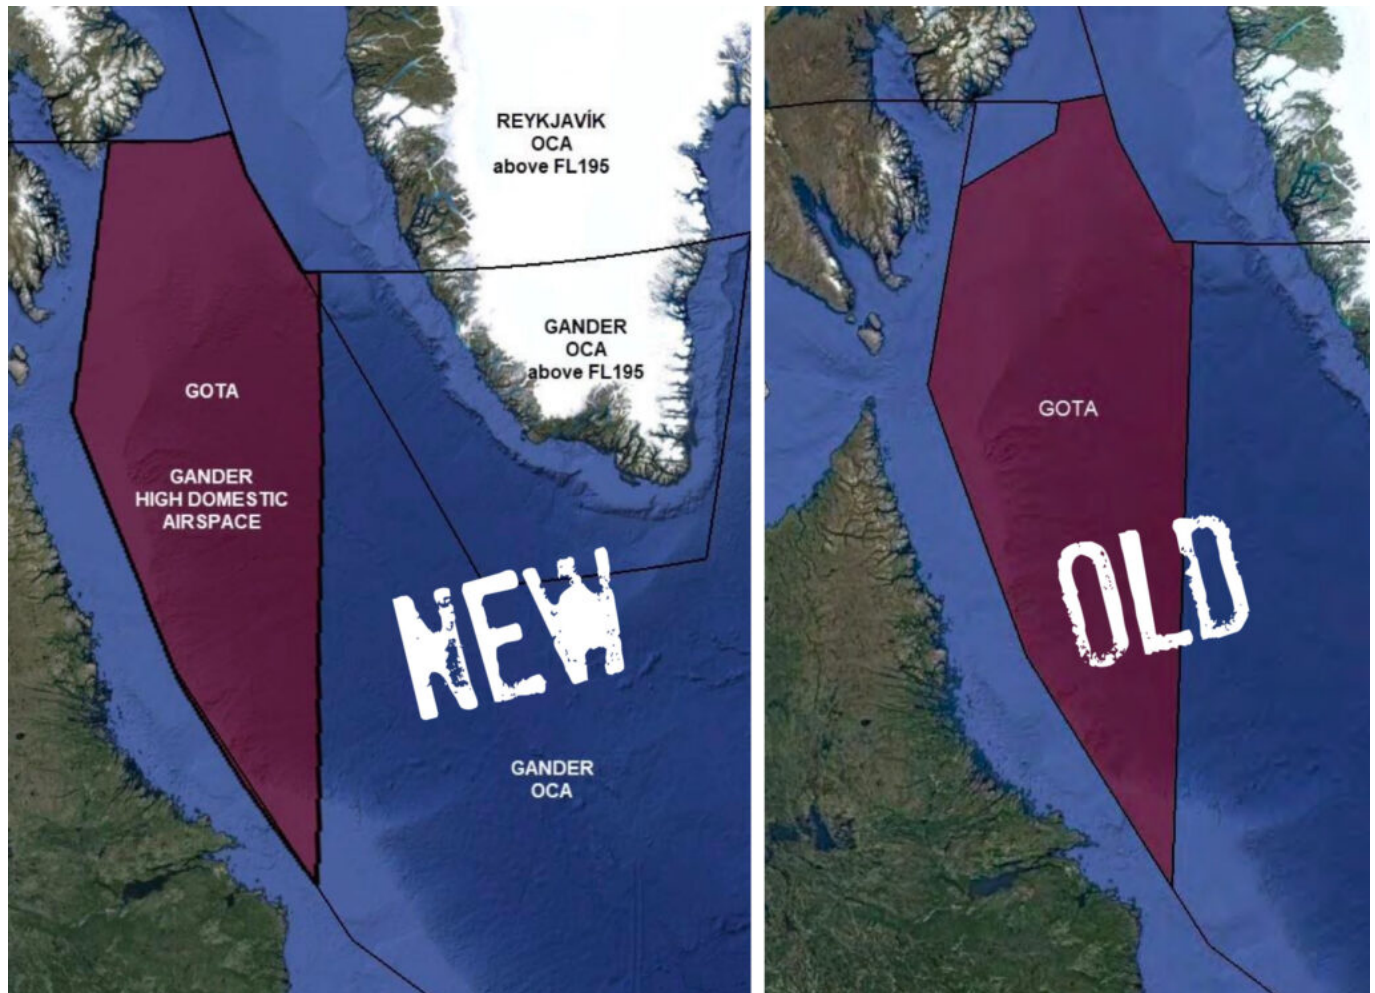 REYKJAVÍK
OCA
above FL195
GANDER
OCA
above FL195
GOTA
GANDER
HIGH DOMESTIC
AIRSPACE
NEW
GANDER
OCA
GOTA
OLD